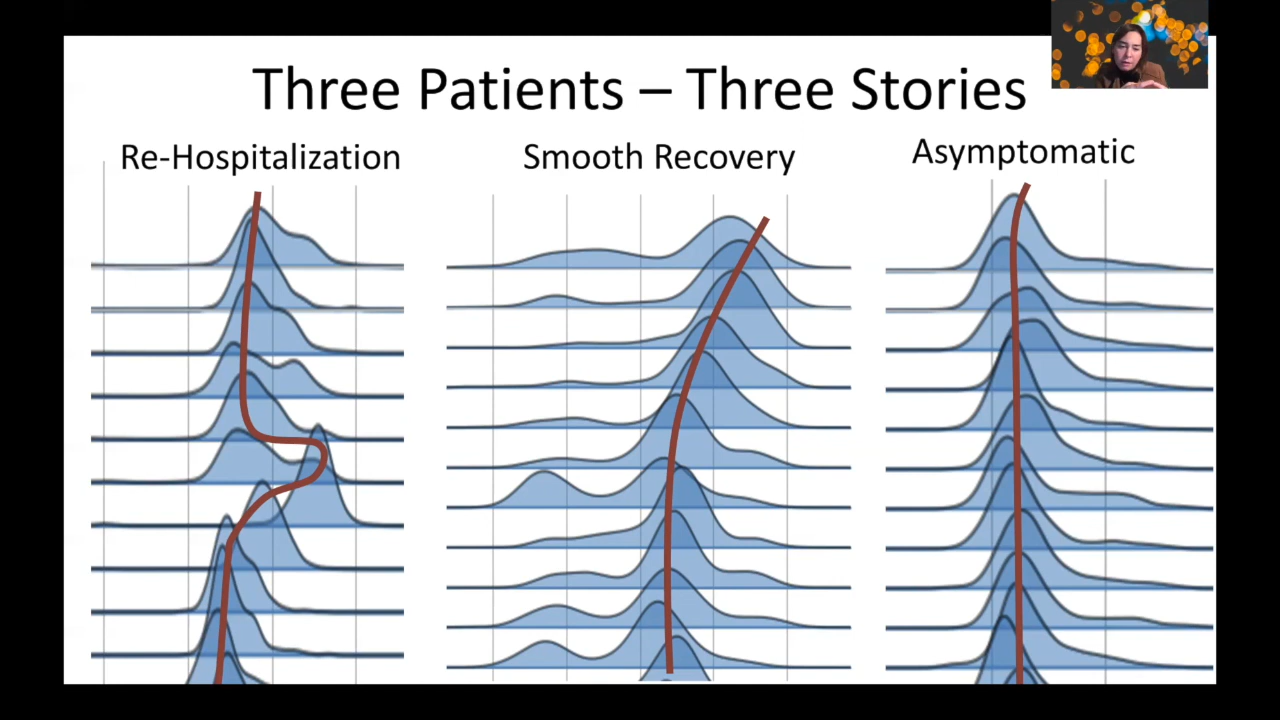 Three Patients – Three Stories
Re-Hospitalization
Smooth Recovery
Asymptomatic